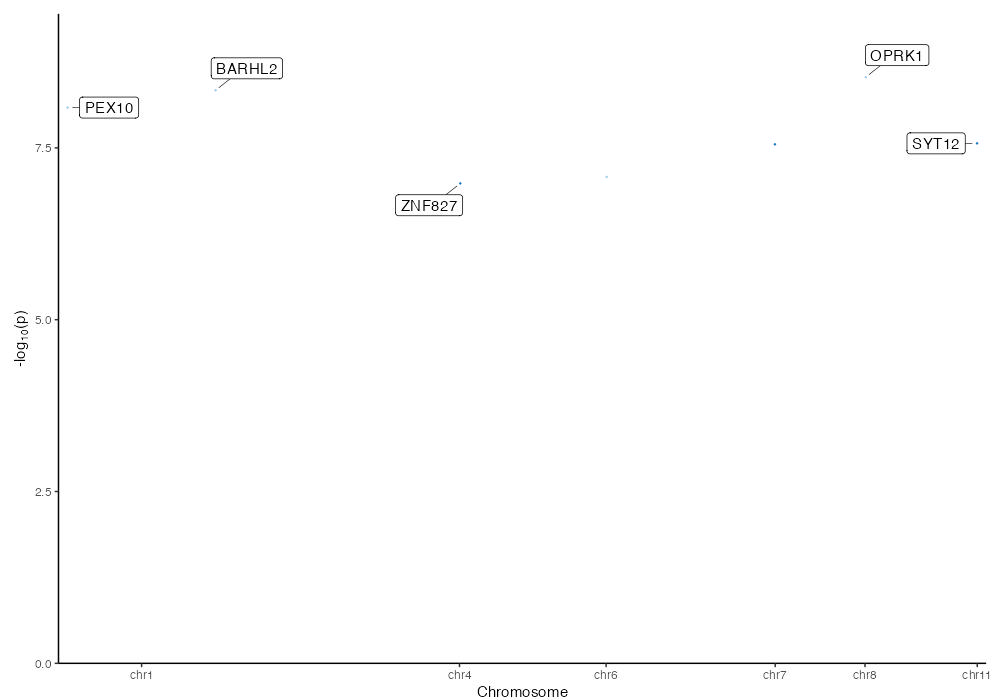 OPRK1
BARHL2
PEX10
SYT12
ZNF827
7.5
5.0
2.5
0.0
-log₁₀(p)
chr1 chr4 chr6 chr7 chr8 chr11
Chromosome